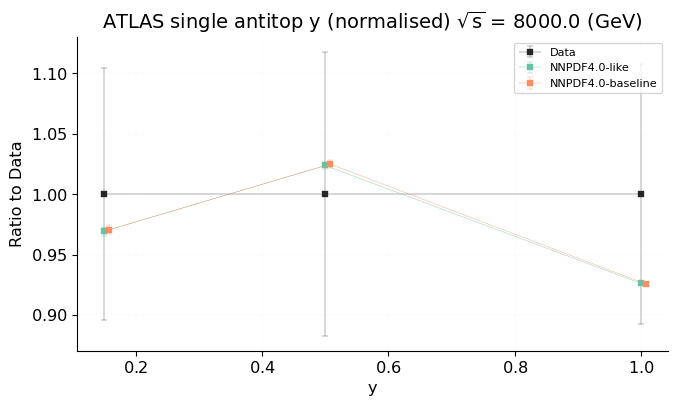 ATLAS single antitop y (normalised) √s = 8000.0 (GeV)
Data
NNPDF4.0-like
NNPDF4.0-baseline
Ratio to Data
1.10
1.05
1.00
0.95
0.90
0.2
0.4
0.6
0.8
1.0
y